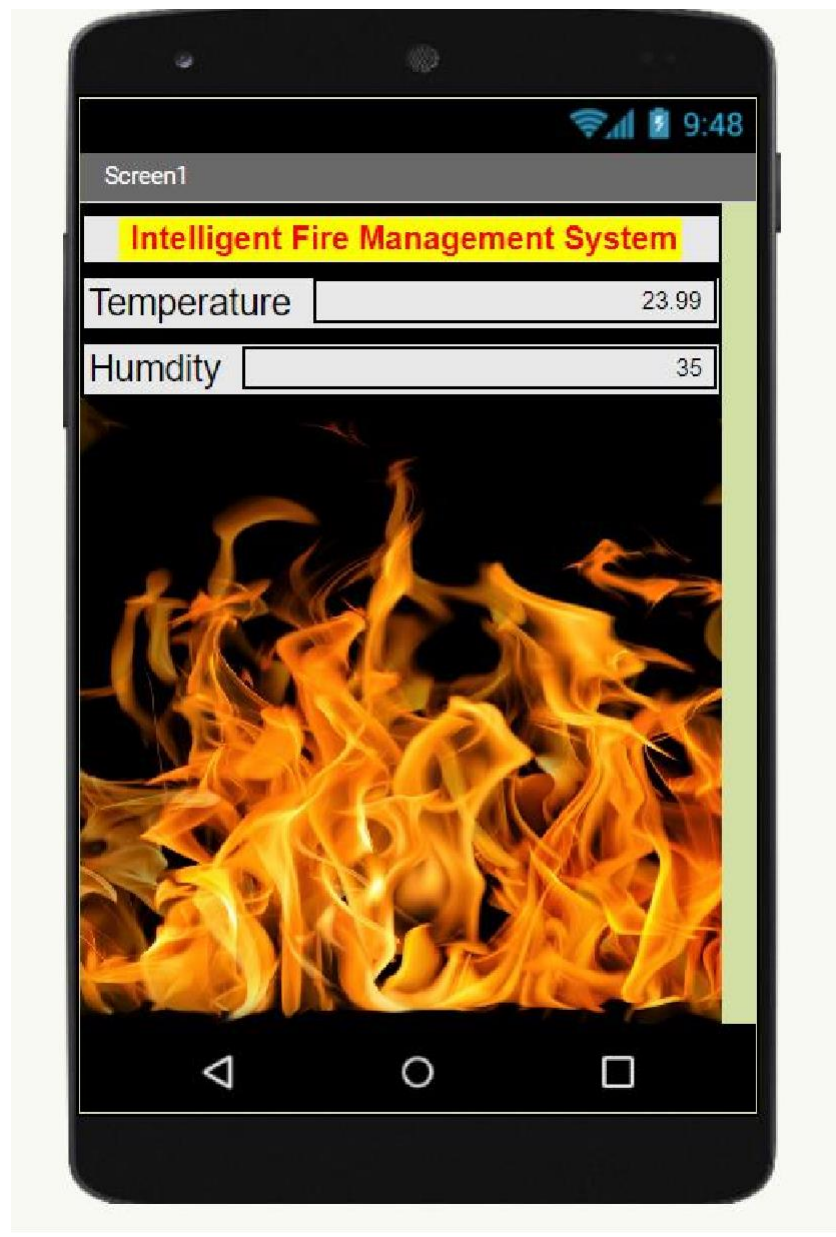 9:48
Screen1
Intelligent Fire Management System
Temperature 23.99
Humdity 35